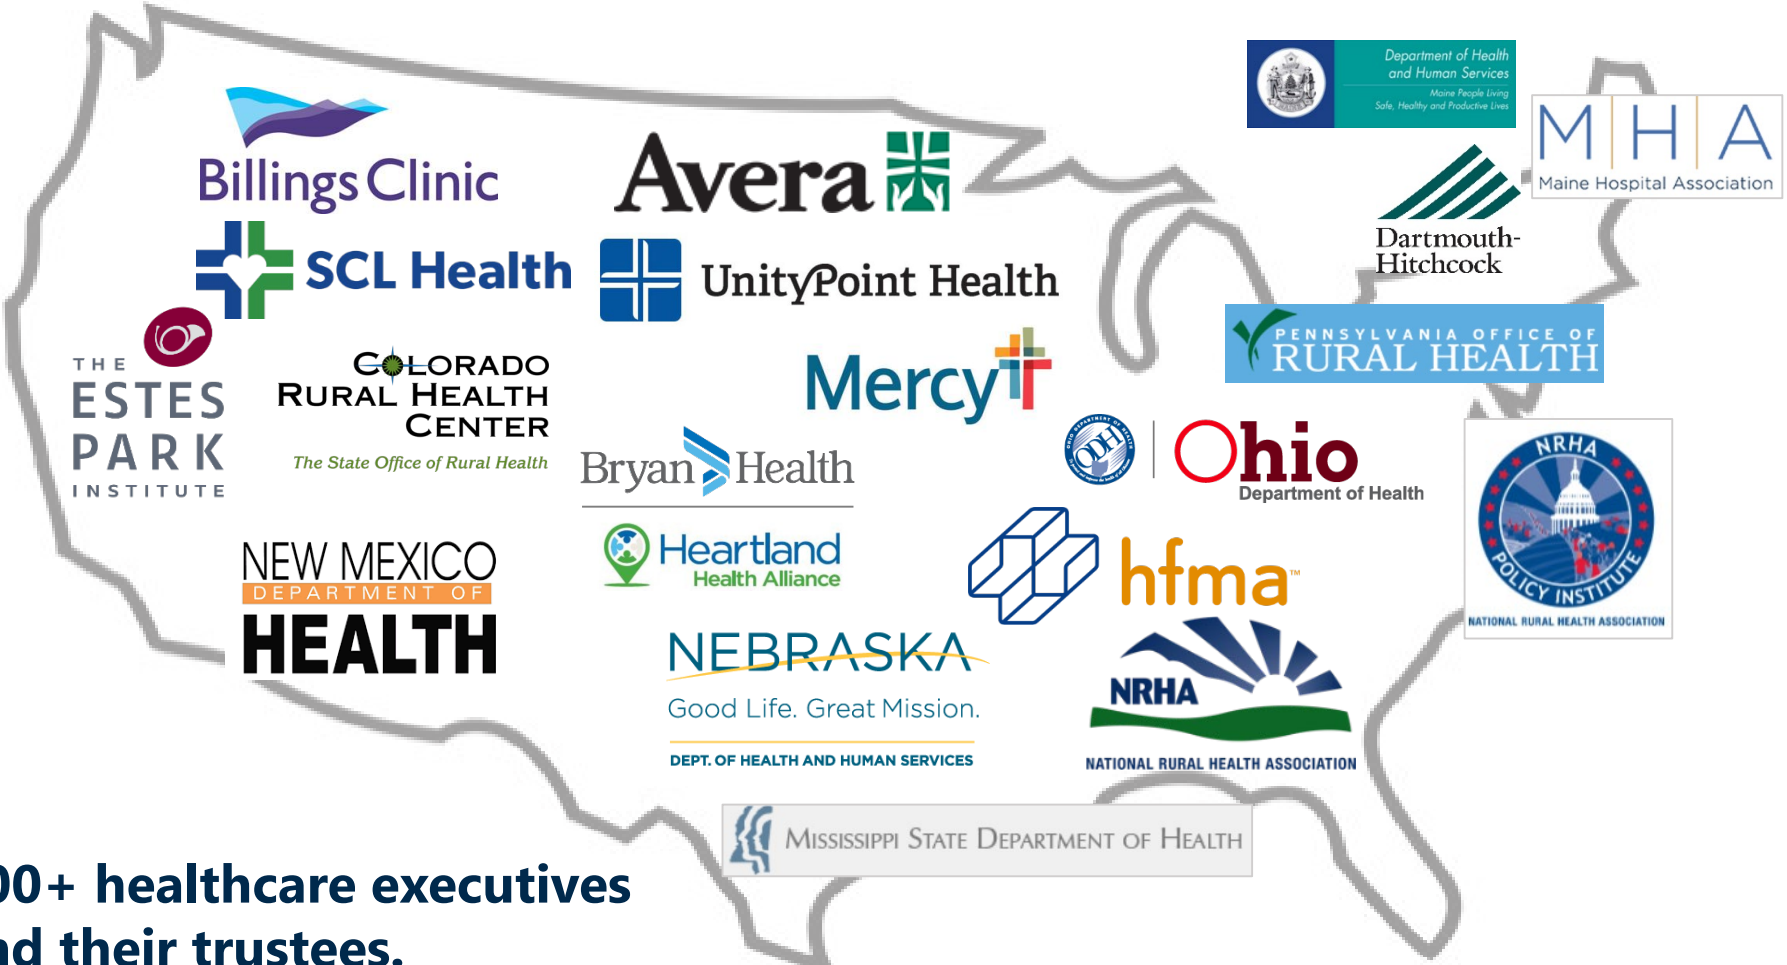 Department of Health
and Human Services
Maine People Living
Safe, Healthy and Productive Lives
M|H|A
Maine Hospital Association
Billings Clinic
Avera
Dartmouth-
Hitchcock
SCL Health
UnityPoint Health
PENNSYLVANIA OFFICE OF
RURAL HEALTH
THE
ESTES
PARK
INSTITUTE
COLORADO
RURAL HEALTH
CENTER
The State Office of Rural Health
Mercy
Bryan Health
ODH
Ohio
Department of Health
NRHA
POLICY INSTITUTE
NATIONAL RURAL HEALTH ASSOCIATION
Heartland
Health Alliance
hfma™
NEW MEXICO
DEPARTMENT OF
HEALTH
NEBRASKA
Good Life. Great Mission.
DEPT. OF HEALTH AND HUMAN SERVICES
NRHA
NATIONAL RURAL HEALTH ASSOCIATION
MISSISSIPPI STATE DEPARTMENT OF HEALTH
00+ healthcare executives
nd their trustees.